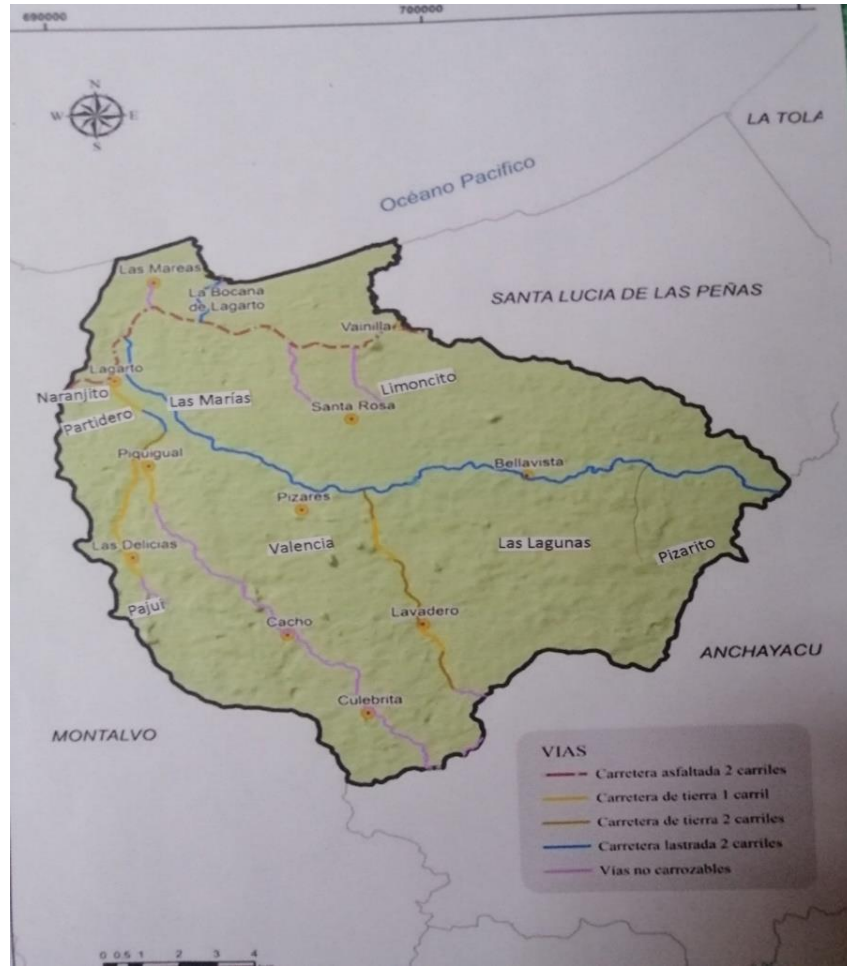 690000
700000
N
W E
S
LA TOLA
Océano Pacifico
Las Mareas
La Bocana
de Lagarto
SANTA LUCIA DE LAS PEÑAS
Vainilla
Lagarto
Naranjito
Las Marías
Limoncito
Partidero
Santa Rosa
Piquigual
Bellavista
Pizares
Las Delicias
Valencia
Las Lagunas
Pizarito
Pajui
Cacho
Lavadero
ANCHAYACU
Culebrita
MONTALVO
VIAS
Carretera asfaltada 2 carriles
Carretera de tierra 1 carril
Carretera de tierra 2 carriles
Carretera lastrada 2 carriles
Vías no carrozables
0 0.5 1 2 3 4